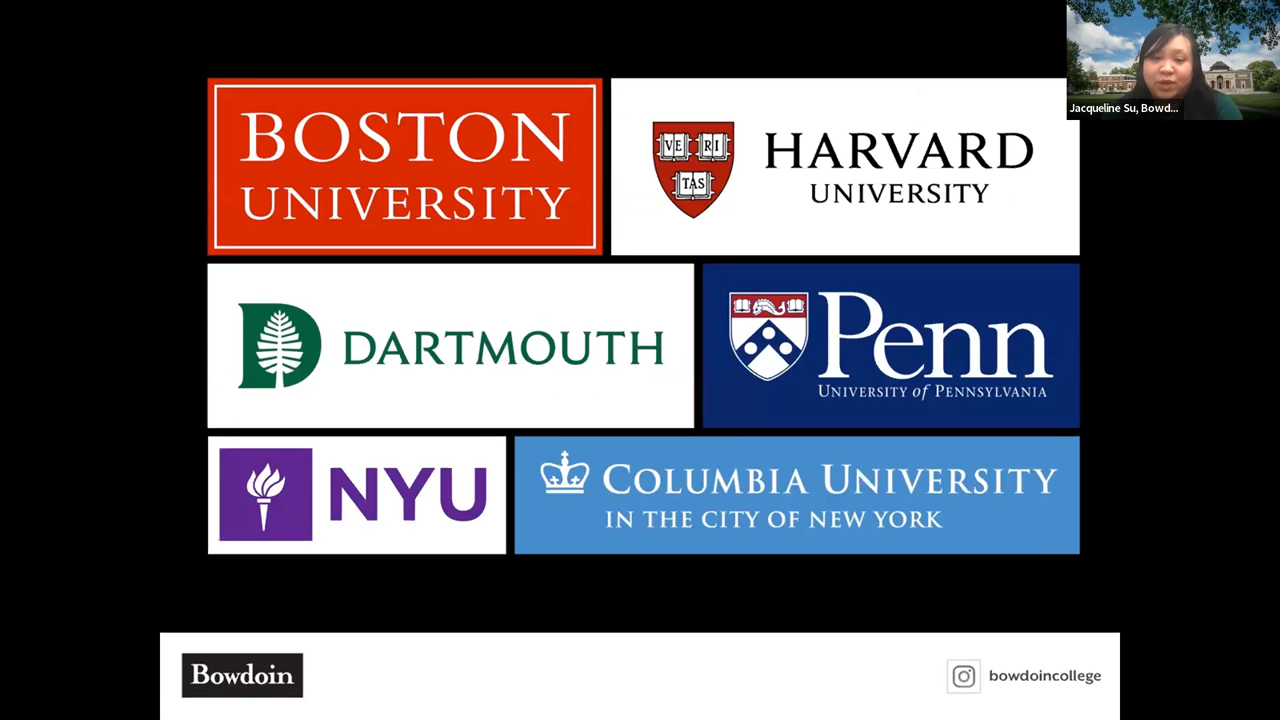 BOSTON
UNIVERSITY
VE RI
TAS
HARVARD
UNIVERSITY
Jacqueline Su, Bowd...
D DARTMOUTH
Penn
UNIVERSITY of PENNSYLVANIA
NYU
COLUMBIA UNIVERSITY
IN THE CITY OF NEW YORK
Bowdoin
bowdoincollege